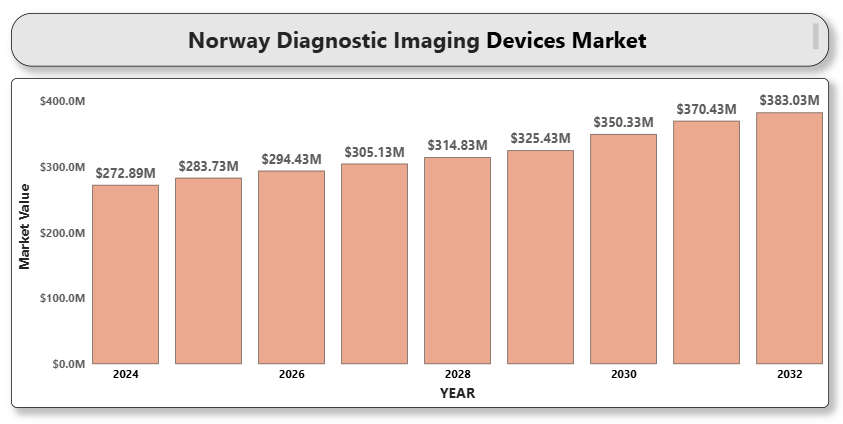 Norway Diagnostic Imaging Devices Market
$400.0M
$300.0M
$200.0M
$100.0M
$0.0M
Market Value
$272.89M
$283.73M
$294.43M
$305.13M
$314.83M
$325.43M
$350.33M
$370.43M
$383.03M
2024
2026
2028
2030
2032
YEAR